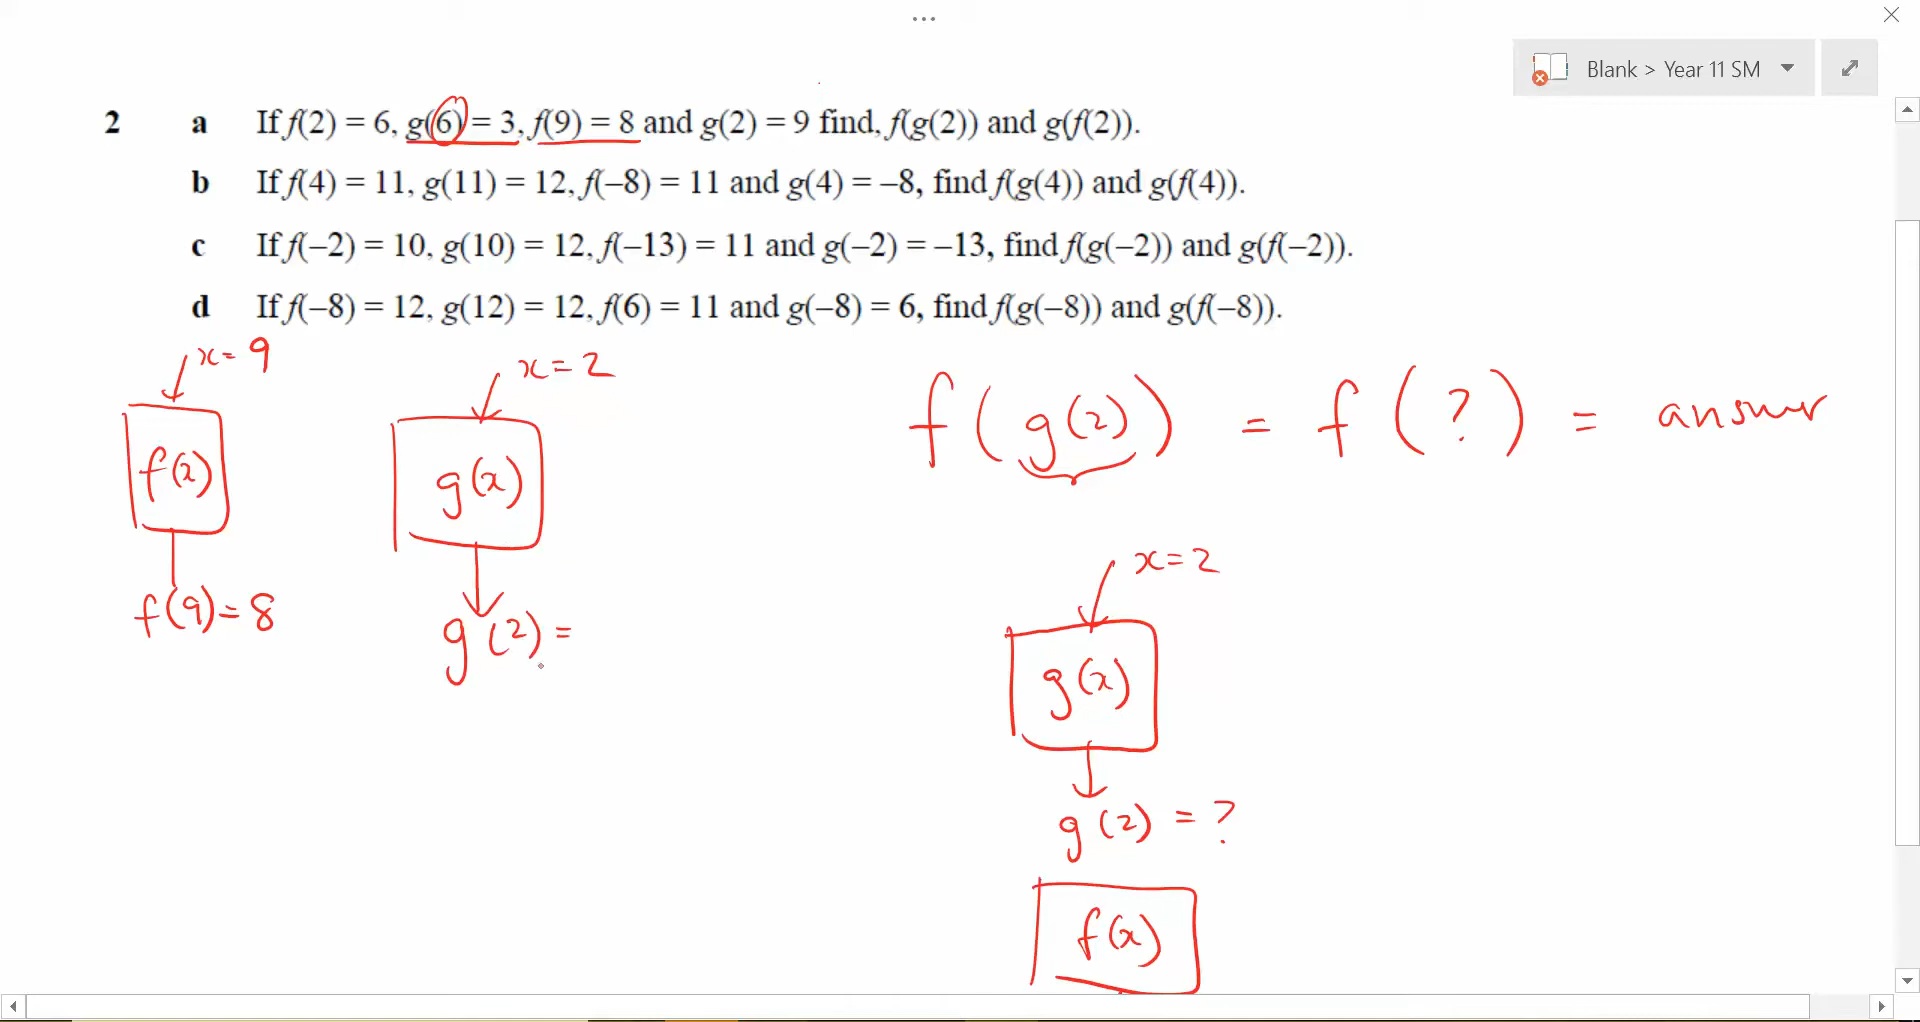 ...
Blank > Year 11 SM
2 a If f(2) = 6, g(6) = 3, f(9) = 8 and g(2) = 9 find, f(g(2)) and g(f(2)).
b If f(4) = 11, g(11) = 12, f(–8) = 11 and g(4) = –8, find f(g(4)) and g(f(4)).
c If f(–2) = 10, g(10) = 12, f(–13) = 11 and g(–2) = –13, find f(g(–2)) and g(f(–2)).
d If f(–8) = 12, g(12) = 12, f(6) = 11 and g(–8) = 6, find f(g(–8)) and g(f(–8)).
x = 9
f(x)
f(9) = 8
x = 2
g(x)
g(2) =
f(g(2)) = f(?) = answer
x = 2
g(x)
g(2) = ?
f(x)